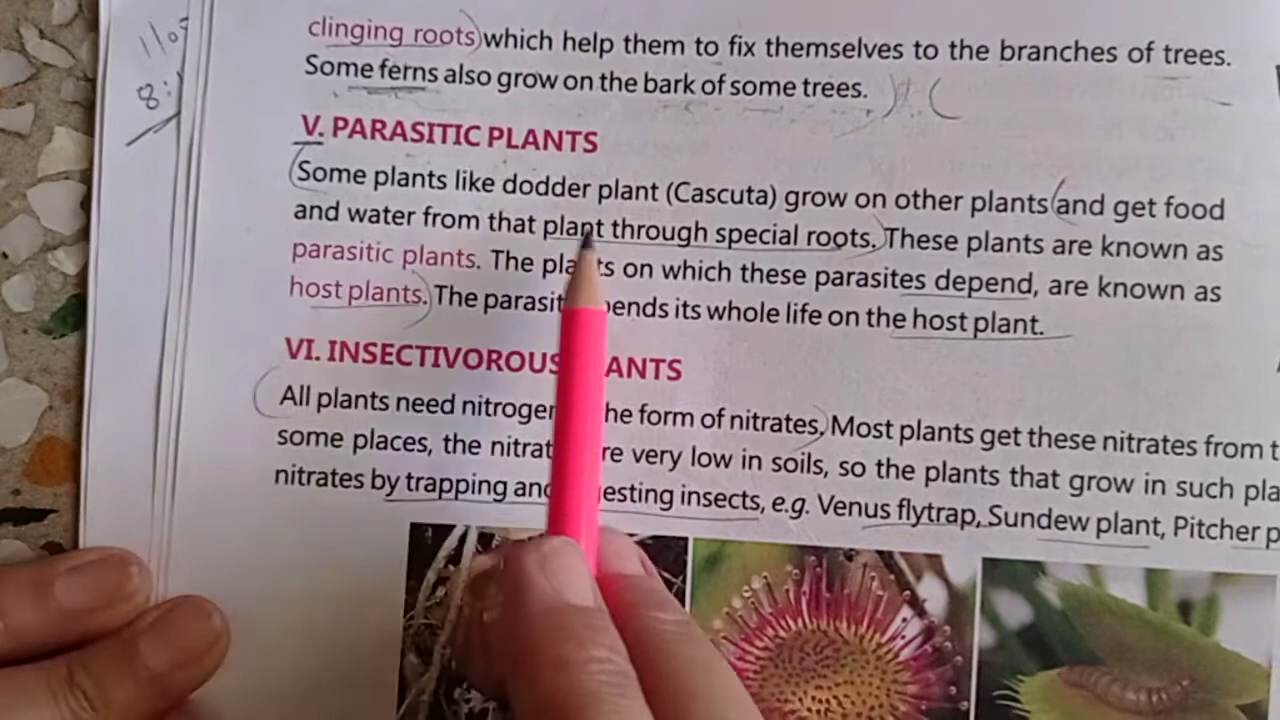 clinging roots which help them to fix themselves to the branches of trees.
Some ferns also grow on the bark of some trees.
V. PARASITIC PLANTS
Some plants like dodder plant (Cascuta) grow on other plants and get food
and water from that plant through special roots. These plants are known as
parasitic plants. The plants on which these parasites depend, are known as
host plants. The parasit pends its whole life on the host plant.
VI. INSECTIVOROUS ANTS
All plants need nitrogen he form of nitrates. Most plants get these nitrates from t
some places, the nitrat re very low in soils, so the plants that grow in such pla
nitrates by trapping and esting insects, e.g. Venus flytrap, Sundew plant, Pitcher p